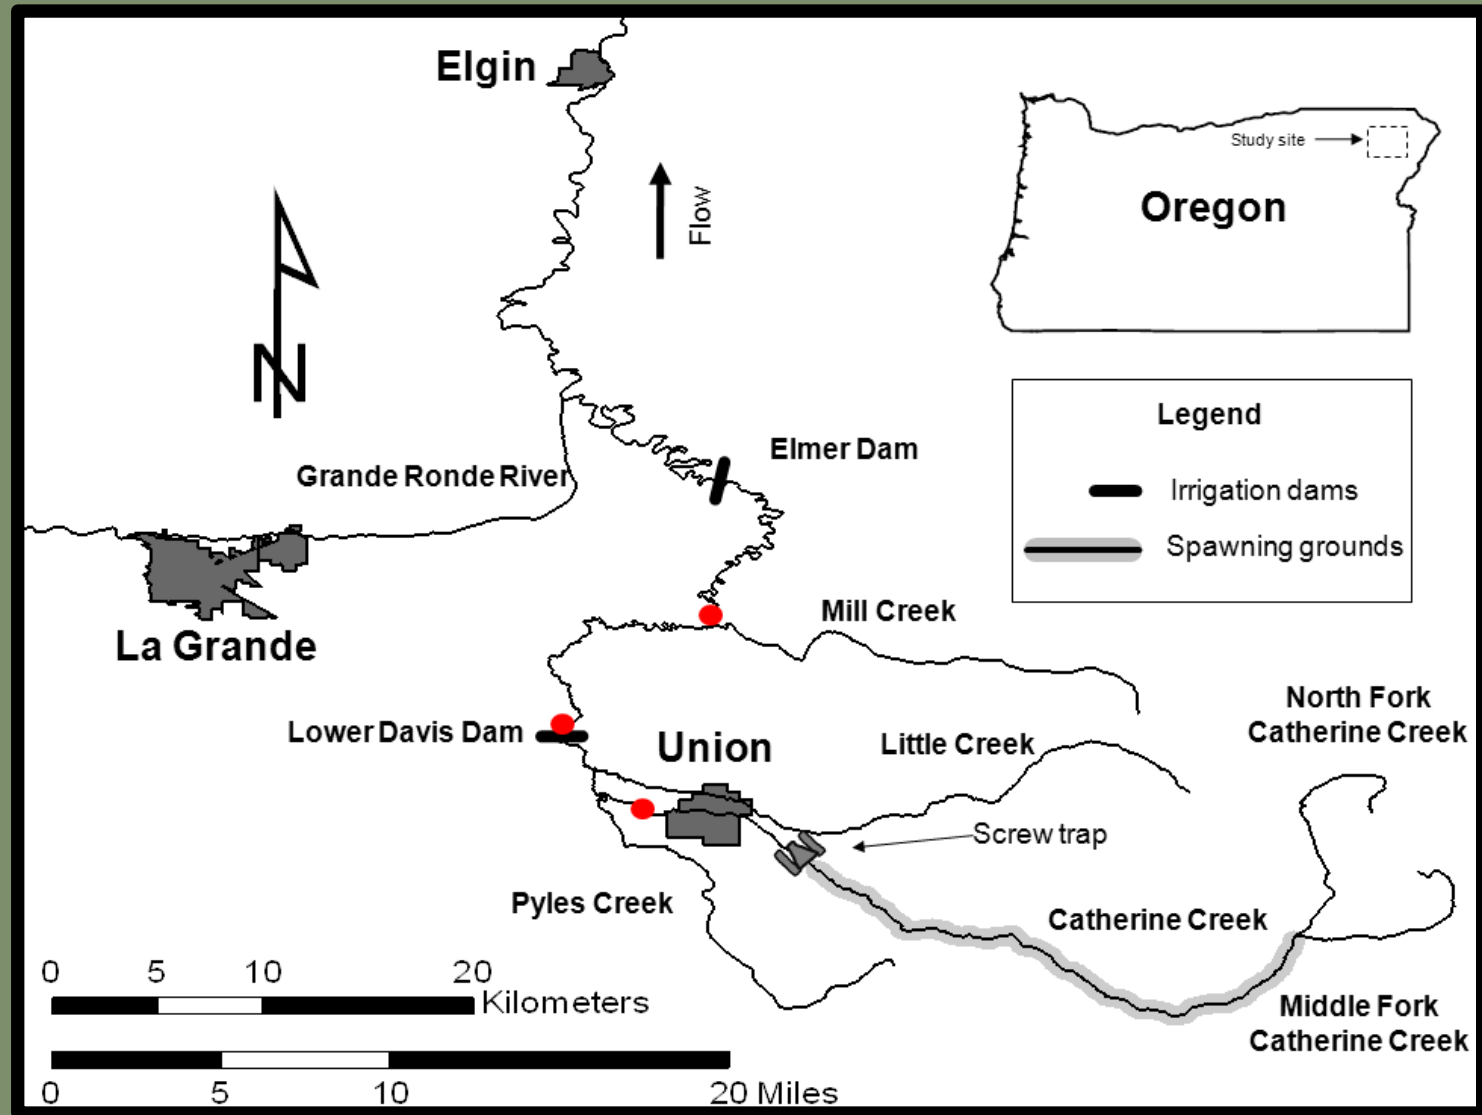 Elgin
Study site
Oregon
Flow
N
Legend
Irrigation dams
Spawning grounds
Elmer Dam
Grande Ronde River
Mill Creek
La Grande
North Fork
Catherine Creek
Lower Davis Dam
Union
Little Creek
Screw trap
Pyles Creek
Catherine Creek
Middle Fork
Catherine Creek
0 5 10 20
Kilometers
0 5 10 20 Miles